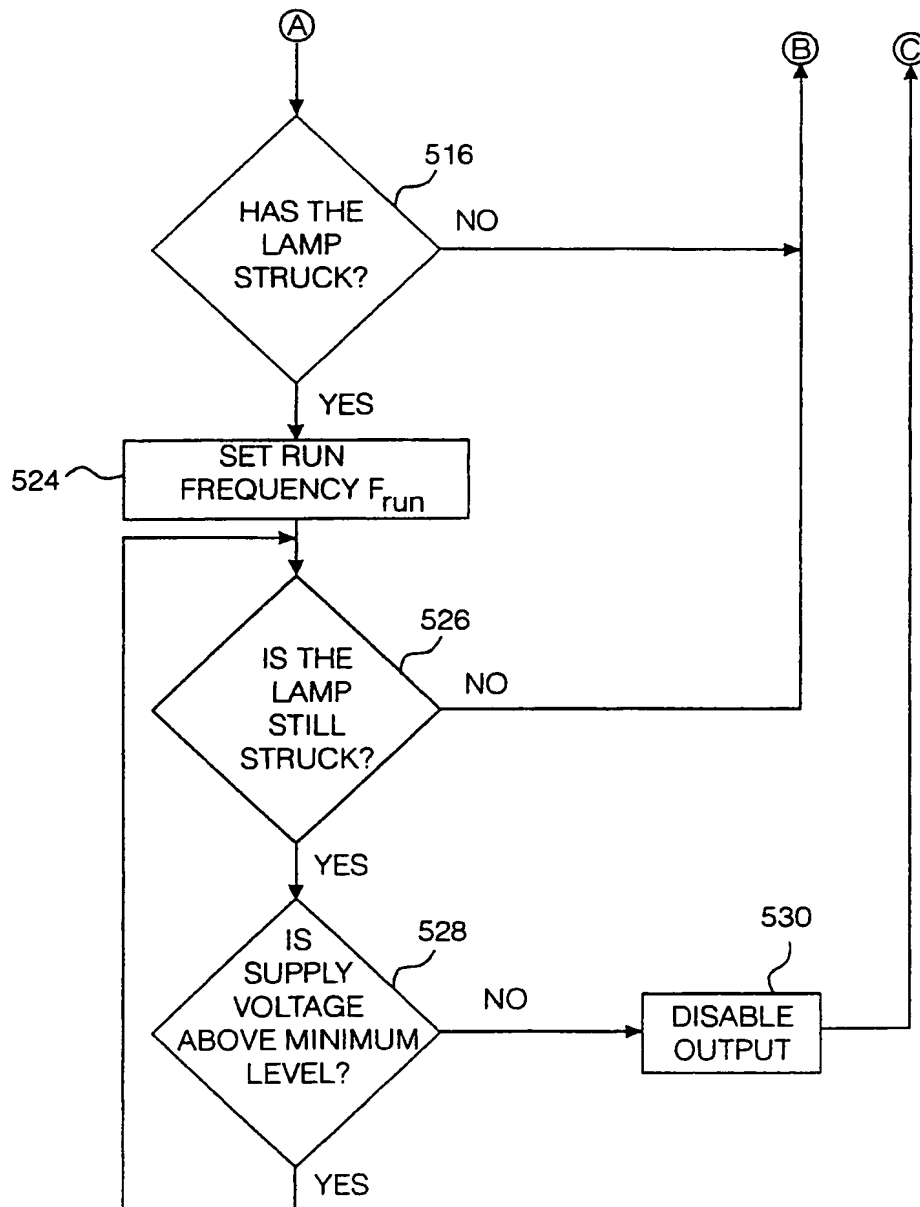 A
B
C
516
HAS THE
LAMP
STRUCK?
NO
YES
524
SET RUN
FREQUENCY Frun
526
IS THE
LAMP
STILL
STRUCK?
NO
YES
528
IS
SUPPLY
VOLTAGE
ABOVE MINIMUM
LEVEL?
NO
530
DISABLE
OUTPUT
YES